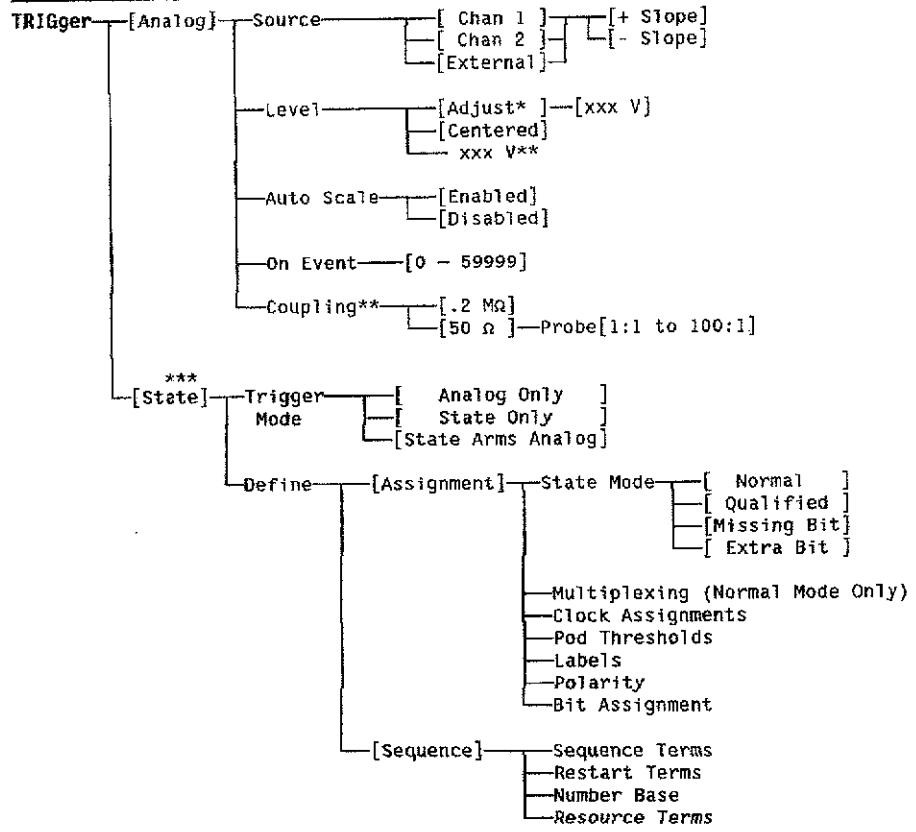 TRIGger [Analog] Source [ Chan 1 ] [+ Slope]
[ Chan 2 ] [- Slope]
[External]
Level [Adjust* ] [xxx V]
[Centered]
xxx V**
Auto Scale [Enabled]
[Disabled]
On Event [0 - 59999]
Coupling** [.2 MΩ]
[50 Ω ] Probe[1:1 to 100:1]
***
[State] Trigger [ Analog Only ]
Mode [ State Only ]
[State Arms Analog]
Define [Assignment] State Mode [ Normal ]
[ Qualified ]
[Missing Bit]
[ Extra Bit ]
Multiplexing (Normal Mode Only)
Clock Assignments
Pod Thresholds
Labels
Polarity
Bit Assignment
[Sequence] Sequence Terms
Restart Terms
Number Base
Resource Terms